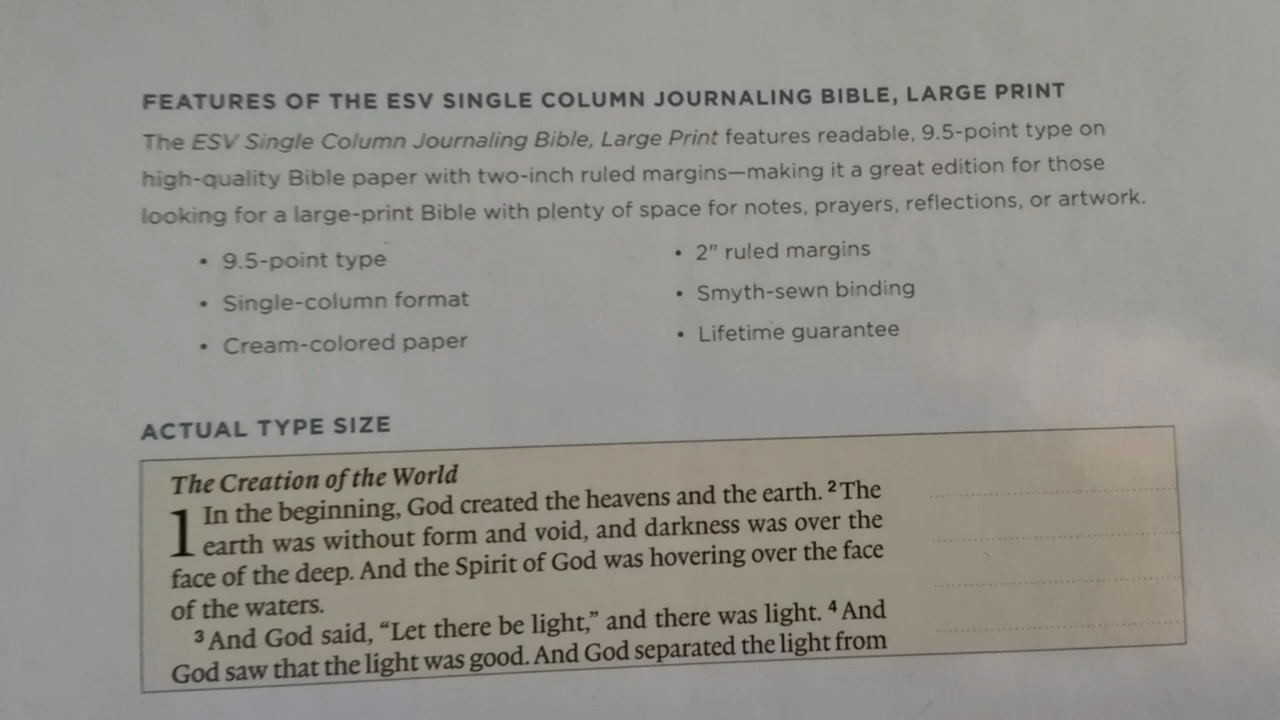 FEATURES OF THE ESV SINGLE COLUMN JOURNALING BIBLE, LARGE PRINT
The ESV Single Column Journaling Bible, Large Print features readable, 9.5-point type on
high-quality Bible paper with two-inch ruled margins—making it a great edition for those
looking for a large-print Bible with plenty of space for notes, prayers, reflections, or artwork.
• 9.5-point type
• Single-column format
• Cream-colored paper
• 2" ruled margins
• Smyth-sewn binding
• Lifetime guarantee
ACTUAL TYPE SIZE
The Creation of the World
1 In the beginning, God created the heavens and the earth. ²The
earth was without form and void, and darkness was over the
face of the deep. And the Spirit of God was hovering over the face
of the waters.
³And God said, “Let there be light,” and there was light. ⁴And
God saw that the light was good. And God separated the light from